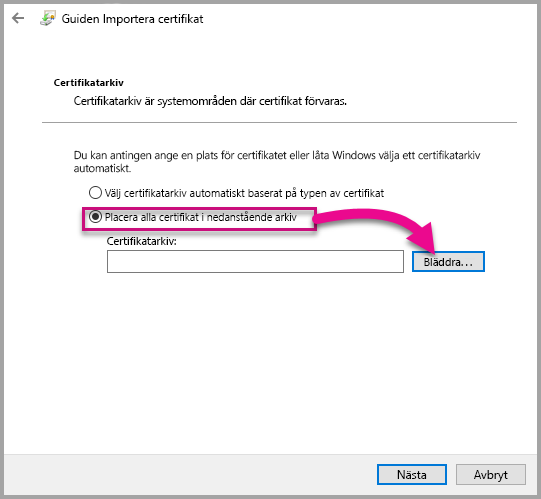 Guiden Importera certifikat
Certifikatarkiv
Certifikatarkiv är systemområden där certifikat förvaras.
Du kan antingen ange en plats för certifikatet eller låta Windows välja ett certifikatarkiv
automatiskt.
Välj certifikatarkiv automatiskt baserat på typen av certifikat
Placera alla certifikat i nedanstående arkiv
Certifikatarkiv:
Bläddra...
Nästa
Avbryt